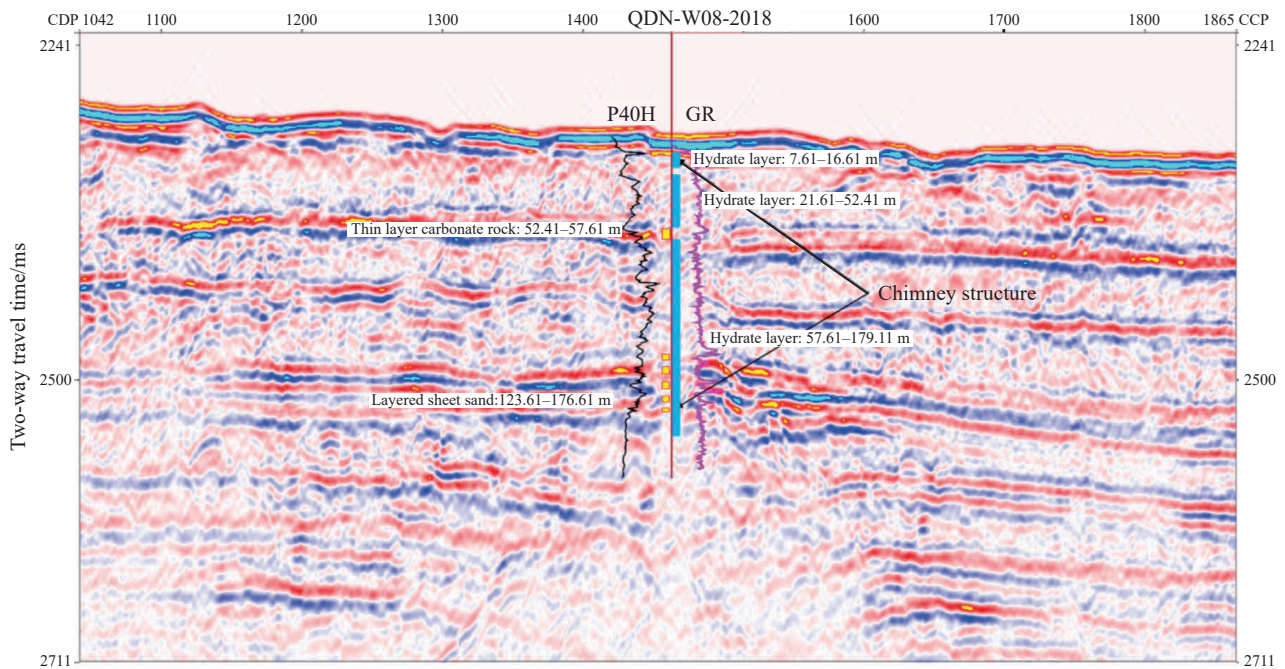 CDP 1042 1100 1200 1300 1400 QDN-W08-2018 1600 1700 1800 1865 CCP
2241 2241
P40H GR
Hydrate layer: 7.61–16.61 m
Hydrate layer: 21.61–52.41 m
Thin layer carbonate rock: 52.41–57.61 m
Chimney structure
Hydrate layer: 57.61–179.11 m
2500 2500
Layered sheet sand:123.61–176.61 m
Two-way travel time/ms
2711 2711